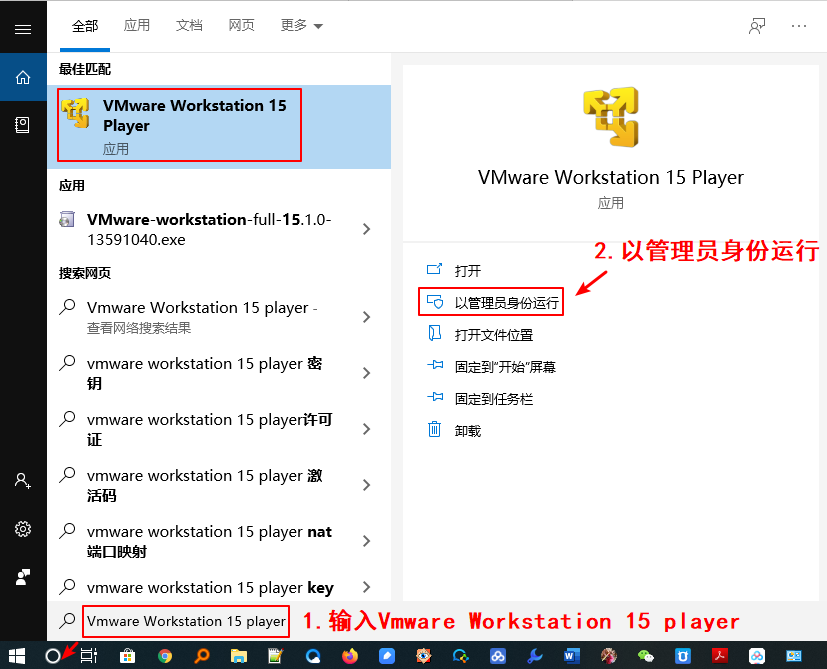 全部 应用 文档 网页 更多
最佳匹配
VMware Workstation 15
Player
应用
应用
VMware-workstation-full-15.1.0-
13591040.exe
搜索网页
Vmware Workstation 15 player -
查看网络搜索结果
vmware workstation 15 player 密
钥
vmware workstation 15 player许可
证
vmware workstation 15 player 激
活码
vmware workstation 15 player nat
端口映射
vmware workstation 15 player key
Vmware Workstation 15 player
1.输入Vmware Workstation 15 player
VMware Workstation 15 Player
应用
2.以管理员身份运行
打开
以管理员身份运行
打开文件位置
固定到"开始"屏幕
固定到任务栏
卸载